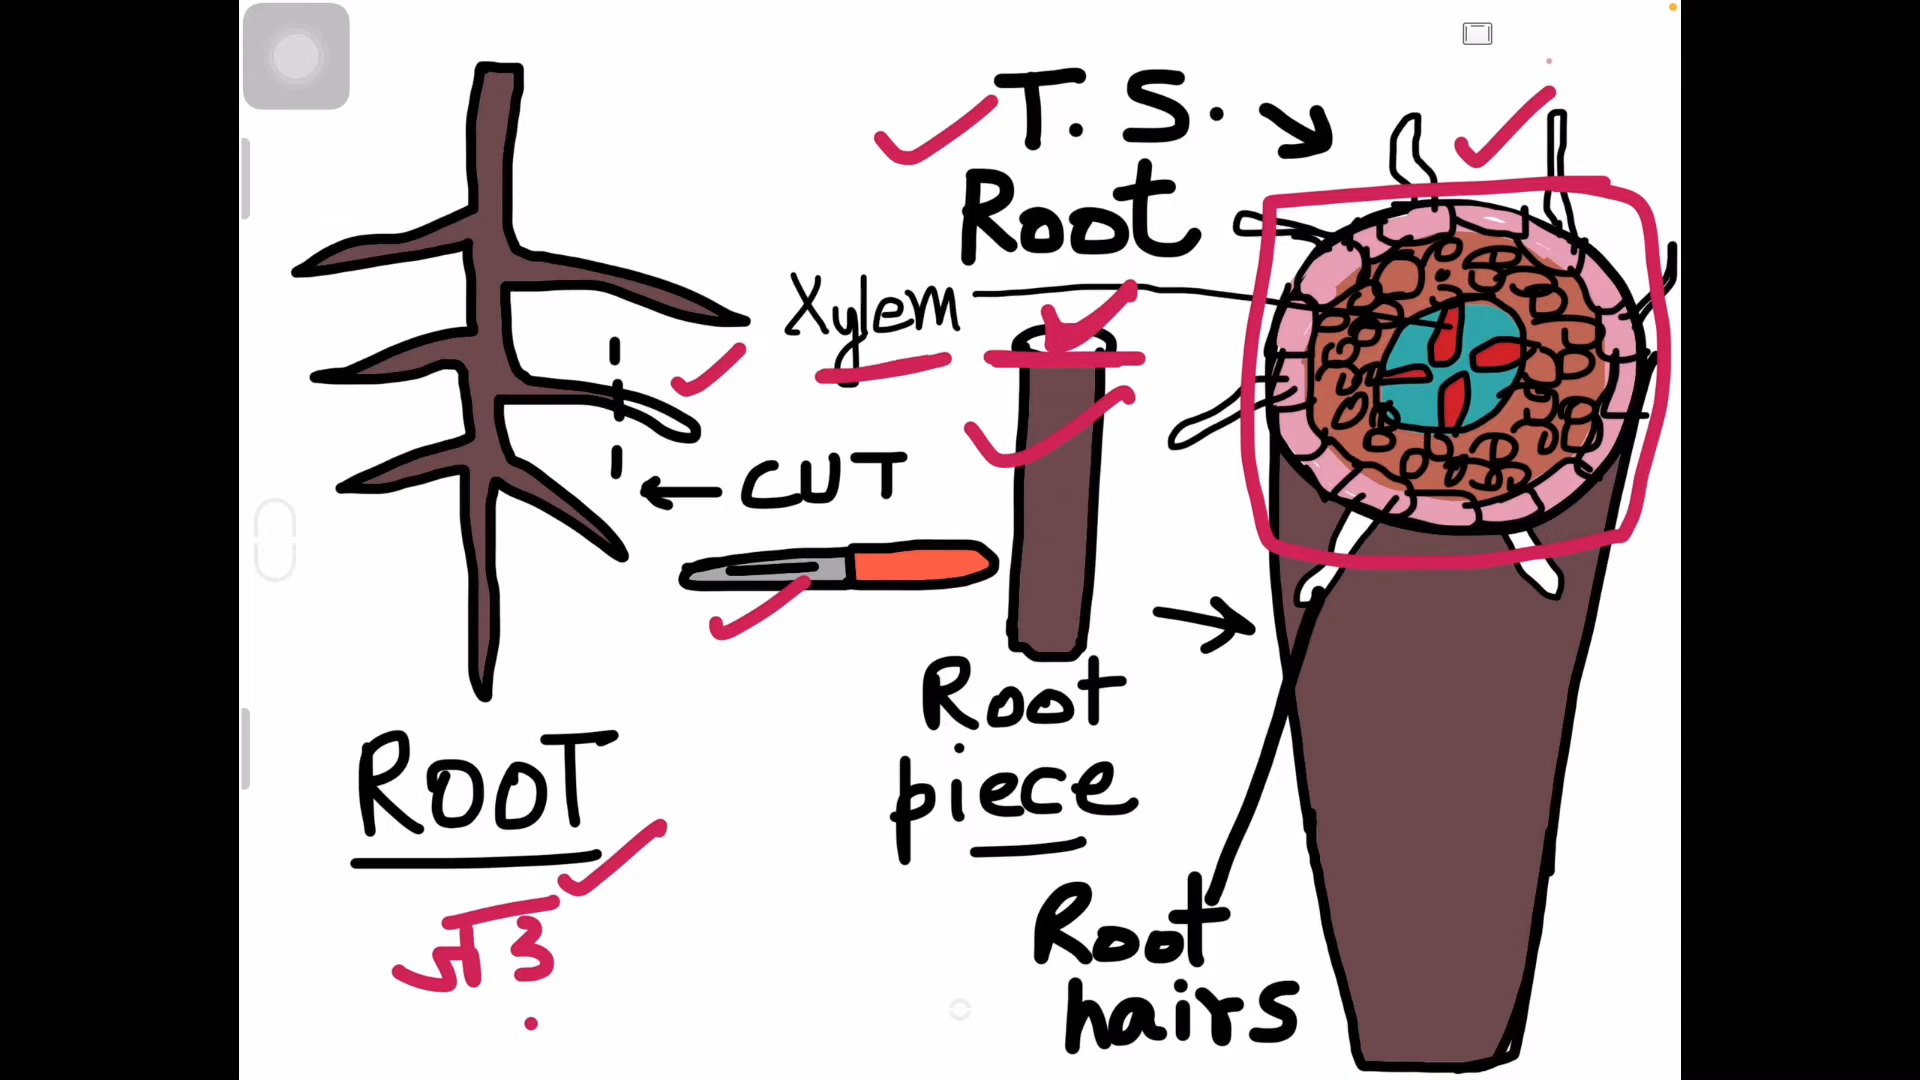 T. S.
Root
Xylem
CUT
Root
piece
ROOT
जड़
Root
hairs